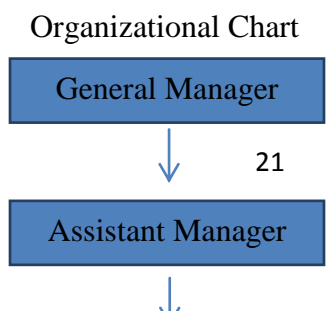 Organizational Chart
General Manager
21
Assistant Manager